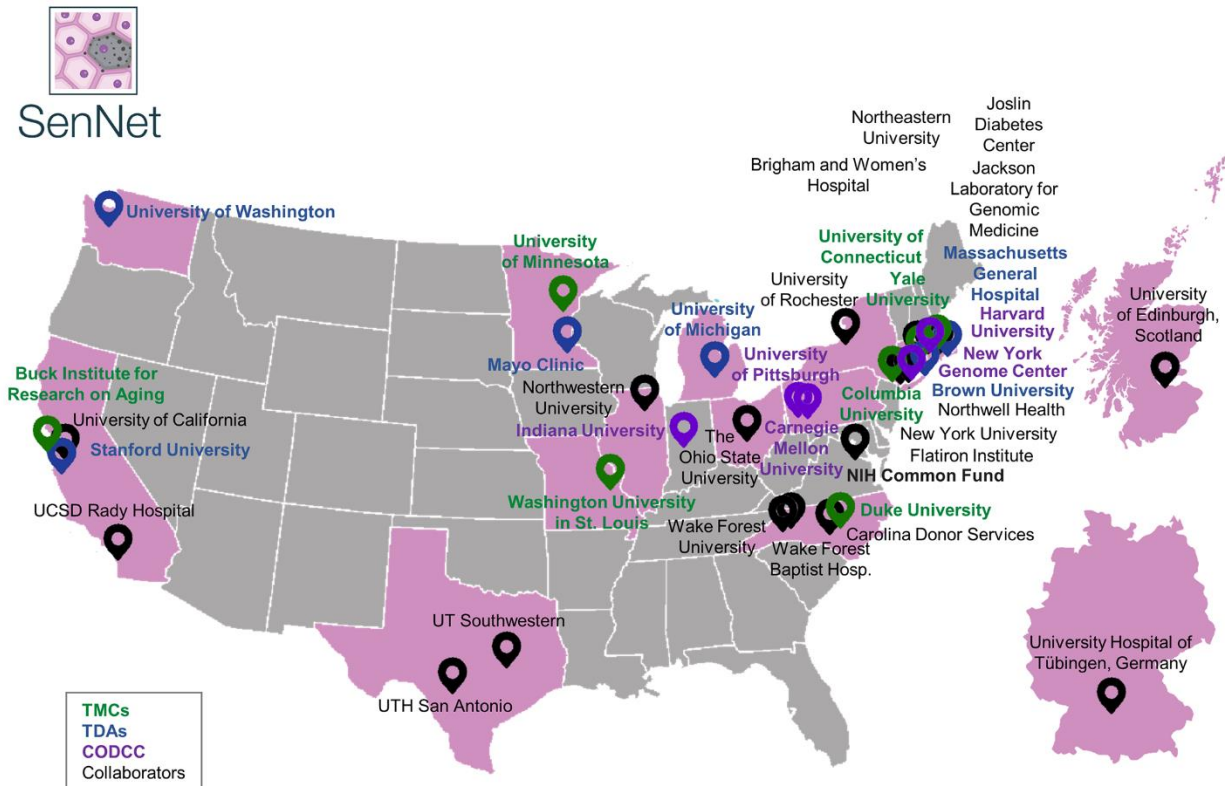 SenNet
Northeastern
University
Joslin
Diabetes
Center
Brigham and Women's
Hospital
Jackson
Laboratory for
Genomic
Medicine
University of Washington
University
of Minnesota
University of
Connecticut
Yale
University
Massachusetts
General
Hospital
Harvard
University
University
of Rochester
University
of Edinburgh,
Scotland
University
of Michigan
Mayo Clinic
University
of Pittsburgh
New York
Genome Center
Brown University
Buck Institute for
Research on Aging
Northwestern
University
Columbia
University
Northwell Health
University of California
Indiana University
The
Ohio State
University
Carnegie
Mellon
University
New York University
Flatiron Institute
Stanford University
NIH Common Fund
Washington University
in St. Louis
UCSD Rady Hospital
Wake Forest
University
Duke University
Carolina Donor Services
Wake Forest
Baptist Hosp.
UT Southwestern
UTH San Antonio
University Hospital of
Tübingen, Germany
TMCs
TDAs
CODCC
Collaborators